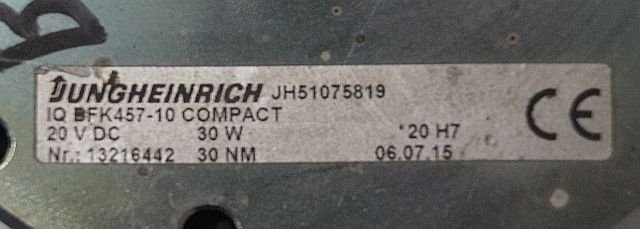 B
JUNGHEINRICH JH51075819
IQ BFK457-10 COMPACT
20 V DC 30 W 20 H7
Nr.: 13216442 30 NM 06.07.15
CE